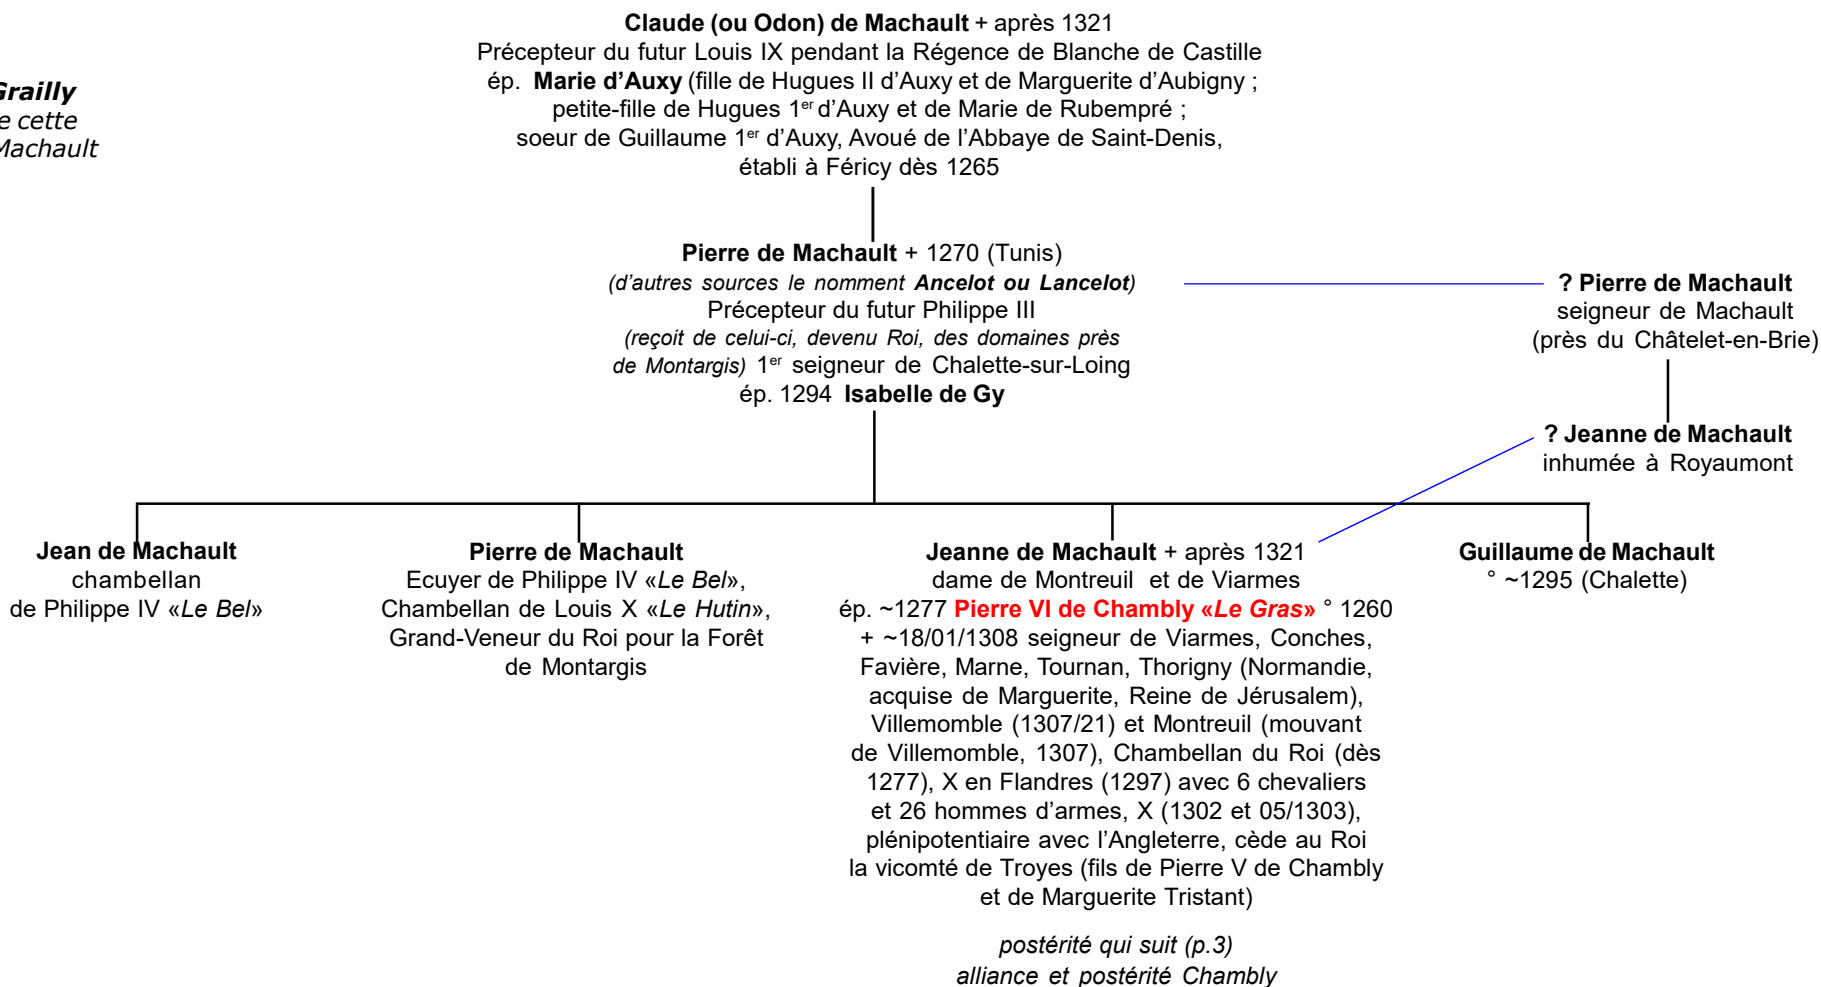 Claude (ou Odon) de Machault + après 1321
Précepteur du futur Louis IX pendant la Régence de Blanche de Castille
ép. Marie d'Auxy (fille de Hugues II d'Auxy et de Marguerite d'Aubigny ;
petite-fille de Hugues 1er d'Auxy et de Marie de Rubempré ;
soeur de Guillaume 1er d'Auxy, Avoué de l'Abbaye de Saint-Denis,
établi à Féricy dès 1265
Grailly
e cette
Machault
Pierre de Machault + 1270 (Tunis)
(d'autres sources le nomment Ancelot ou Lancelot)
Précepteur du futur Philippe III
(reçoit de celui-ci, devenu Roi, des domaines près
de Montargis) 1er seigneur de Chalette-sur-Loing
ép. 1294 Isabelle de Gy
? Pierre de Machault
seigneur de Machault
(près du Châtelet-en-Brie)
? Jeanne de Machault
inhumée à Royaumont
Jean de Machault
chambellan
de Philippe IV «Le Bel»
Pierre de Machault
Ecuyer de Philippe IV «Le Bel»,
Chambellan de Louis X «Le Hutin»,
Grand-Veneur du Roi pour la Forêt
de Montargis
Jeanne de Machault + après 1321
dame de Montreuil et de Viarmes
ép. ~1277 Pierre VI de Chambly «Le Gras» ° 1260
+ ~18/01/1308 seigneur de Viarmes, Conches,
Favière, Marne, Tournan, Thorigny (Normandie,
acquise de Marguerite, Reine de Jérusalem),
Villemomble (1307/21) et Montreuil (mouvant
de Villemomble, 1307), Chambellan du Roi (dès
1277), X en Flandres (1297) avec 6 chevaliers
et 26 hommes d'armes, X (1302 et 05/1303),
plénipotentiaire avec l'Angleterre, cède au Roi
la vicomté de Troyes (fils de Pierre V de Chambly
et de Marguerite Tristant)
postérité qui suit (p.3)
alliance et postérité Chambly
Guillaume de Machault
° ~1295 (Chalette)